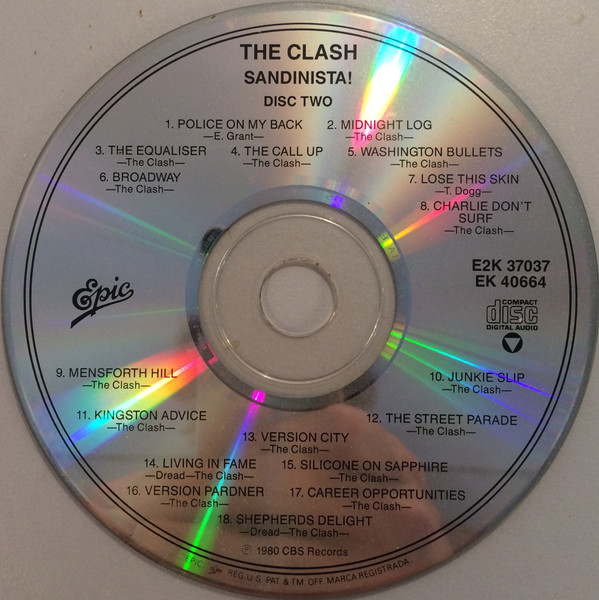 THE CLASH
SANDINISTA!
DISC TWO
1. POLICE ON MY BACK 2. MIDNIGHT LOG
—E. Grant— —The Clash—
3. THE EQUALISER 4. THE CALL UP 5. WASHINGTON BULLETS
—The Clash— —The Clash— —The Clash—
6. BROADWAY 7. LOSE THIS SKIN
—The Clash— —T. Dogg—
8. CHARLIE DON'T
SURF
—The Clash—
E2K 37037
EK 40664
Epic
COMPACT
disc
DIGITAL AUDIO
9. MENSFORTH HILL 10. JUNKIE SLIP
—The Clash— —The Clash—
11. KINGSTON ADVICE 12. THE STREET PARADE
—The Clash— —The Clash—
13. VERSION CITY
—The Clash—
14. LIVING IN FAME 15. SILICONE ON SAPPHIRE
—Dread—The Clash— —The Clash—
16. VERSION PARDNER 17. CAREER OPPORTUNITIES
—The Clash— —The Clash—
18. SHEPHERDS DELIGHT
—Dread—The Clash—
Ⓟ 1980 CBS Records
"EPIC," REG. U.S. PAT. & TM. OFF. MARCA REGISTRADA.